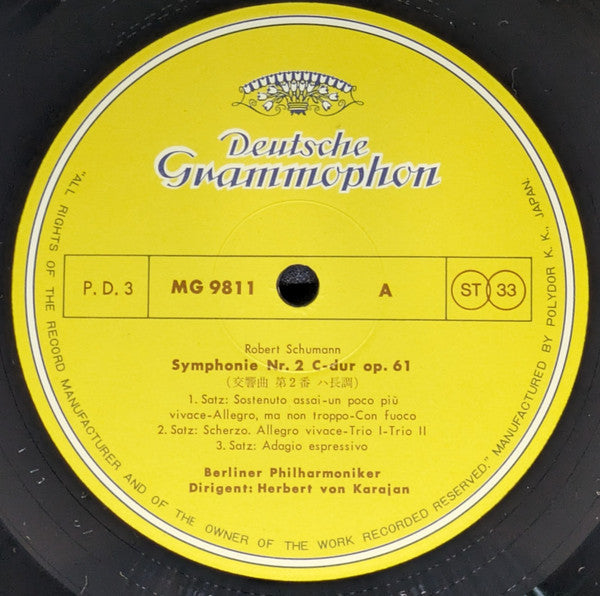 Deutsche
Grammophon
P. D. 3
MG 9811
A
ST 33
Robert Schumann
Symphonie Nr. 2 C-dur op. 61
(交響曲 第2番 ハ長調)
1. Satz: Sostenuto assai-un poco più
vivace-Allegro, ma non troppo-Con fuoco
2. Satz: Scherzo. Allegro vivace-Trio I-Trio II
3. Satz: Adagio espressivo
Berliner Philharmoniker
Dirigent: Herbert von Karajan
"ALL RIGHTS OF THE RECORD MANUFACTURER AND OF THE OWNER OF THE WORK RECORDED RESERVED." MANUFACTURED BY POLYDOR K. K., JAPAN.